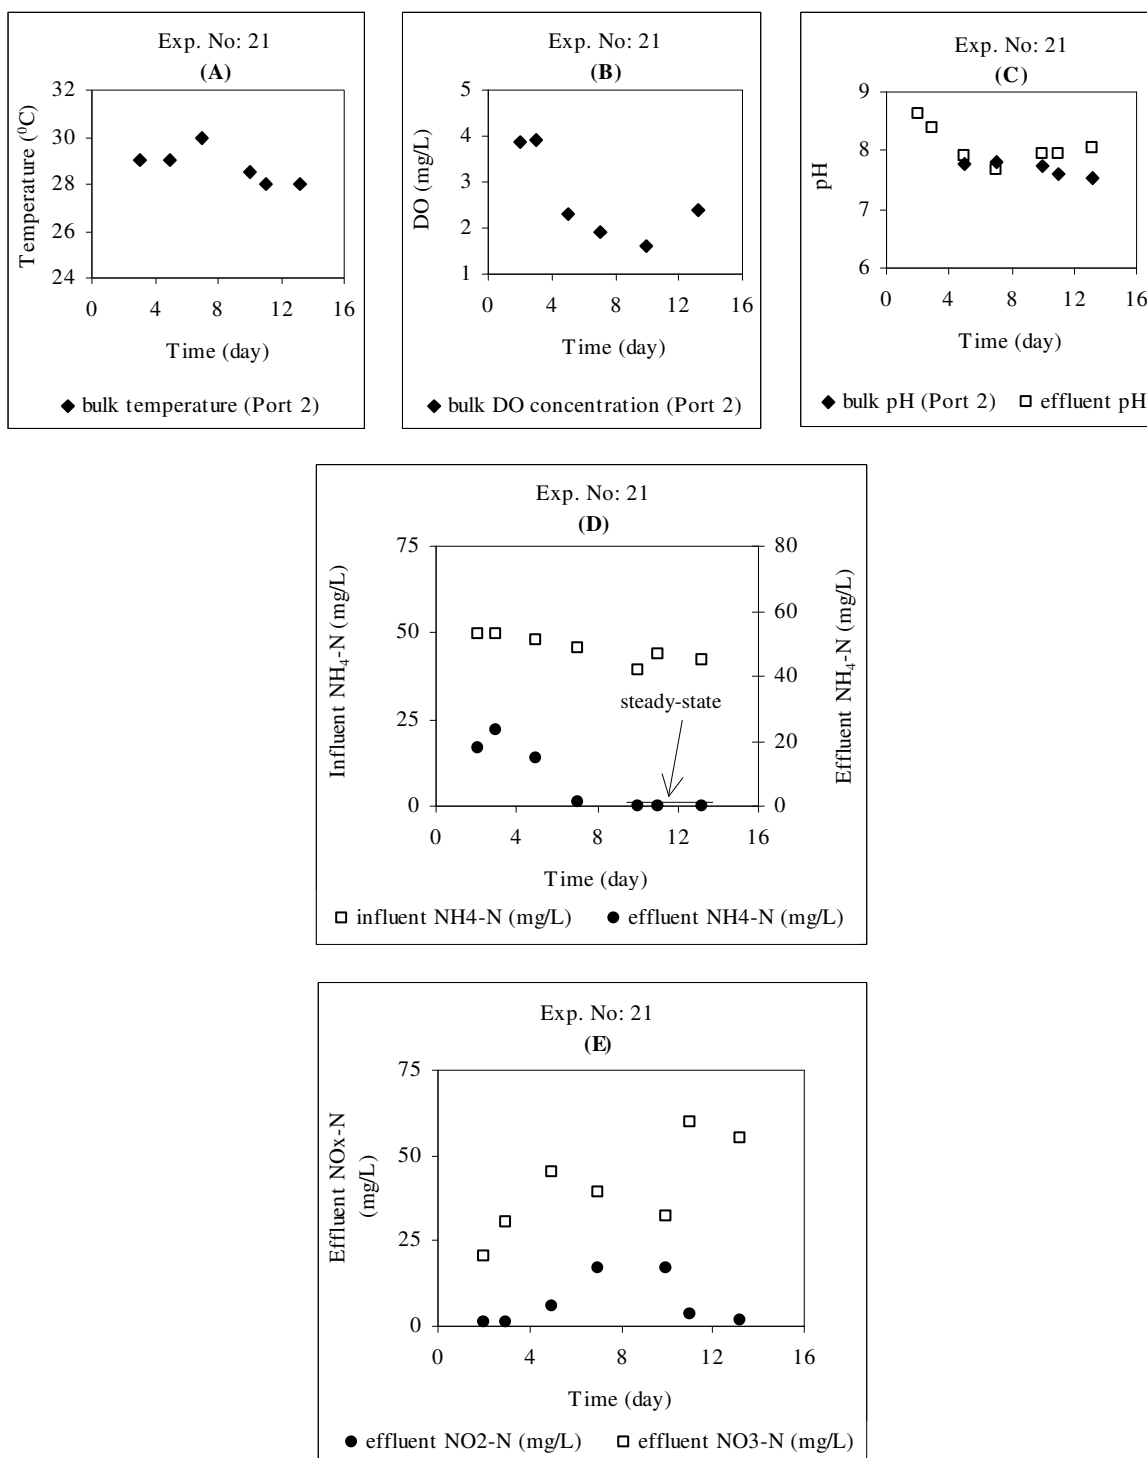 Exp. No: 21
(A)
Temperature (⁰C)
32
30
28
26
24
0 4 8 12 16
Time (day)
◆ bulk temperature (Port 2)
Exp. No: 21
(B)
DO (mg/L)
5
4
3
2
1
0 4 8 12 16
Time (day)
◆ bulk DO concentration (Port 2)
Exp. No: 21
(C)
pH
9
8
7
6
0 4 8 12 16
Time (day)
◆ bulk pH (Port 2) □ effluent pH
Exp. No: 21
(D)
Influent NH₄-N (mg/L)
75
50
25
0
80
60
40
20
0
Effluent NH₄-N (mg/L)
steady-state
0 4 8 12 16
Time (day)
□ influent NH4-N (mg/L) ● effluent NH4-N (mg/L)
Exp. No: 21
(E)
Effluent NOx-N
(mg/L)
75
50
25
0
0 4 8 12 16
Time (day)
● effluent NO2-N (mg/L) □ effluent NO3-N (mg/L)